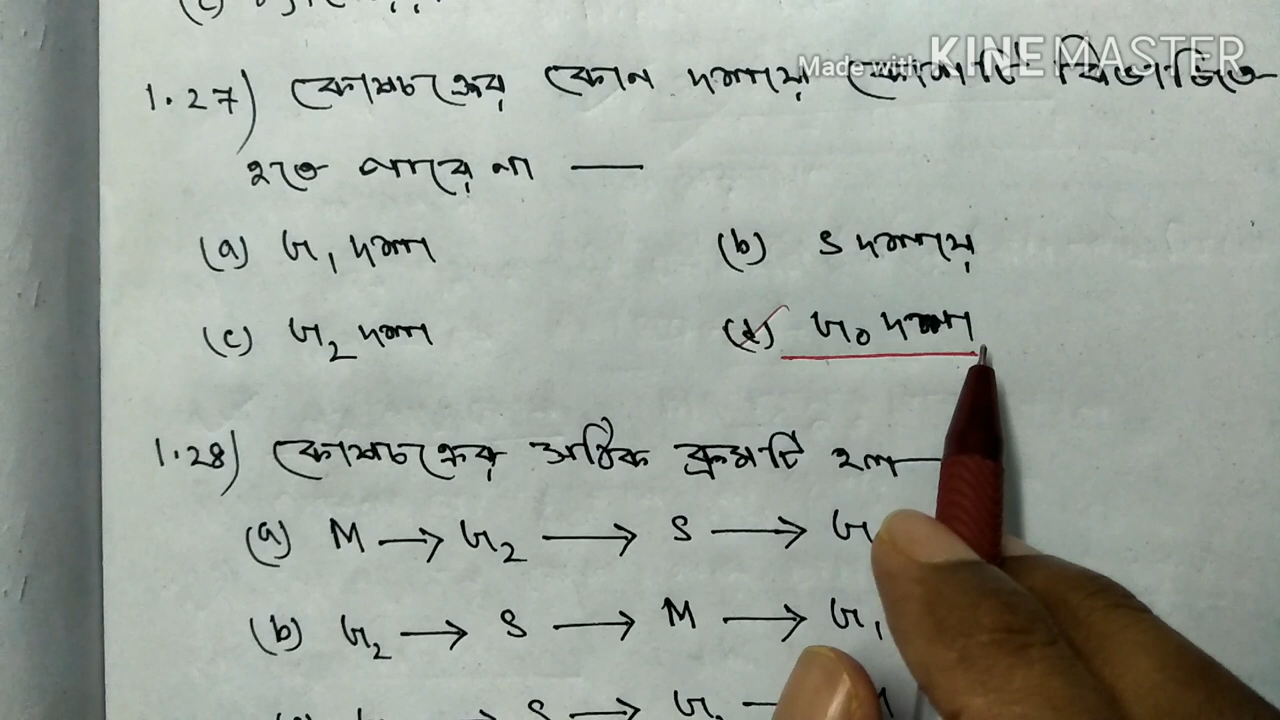 Made with KINEMASTER
1.27) কোষচক্রের কোন দশায় কোশটি বিভাজিত
হতে পারে না —
(a) G₁ দশা (b) S দশায়
(c) G₂ দশা (d) G₀ দশা
1.28) কোষচক্রের সঠিক ক্রমটি হল—
(a) M → G₂ → S → G
(b) G₂ → S → M → G₁
→ S → G